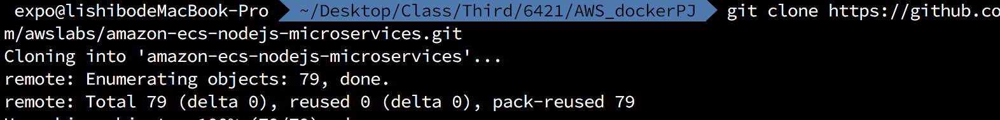 expo@lishibodeMacBook-Pro ~/Desktop/Class/Third/6421/AWS_dockerPJ git clone https://github.co
m/awslabs/amazon-ecs-nodejs-microservices.git
Cloning into 'amazon-ecs-nodejs-microservices'...
remote: Enumerating objects: 79, done.
remote: Total 79 (delta 0), reused 0 (delta 0), pack-reused 79